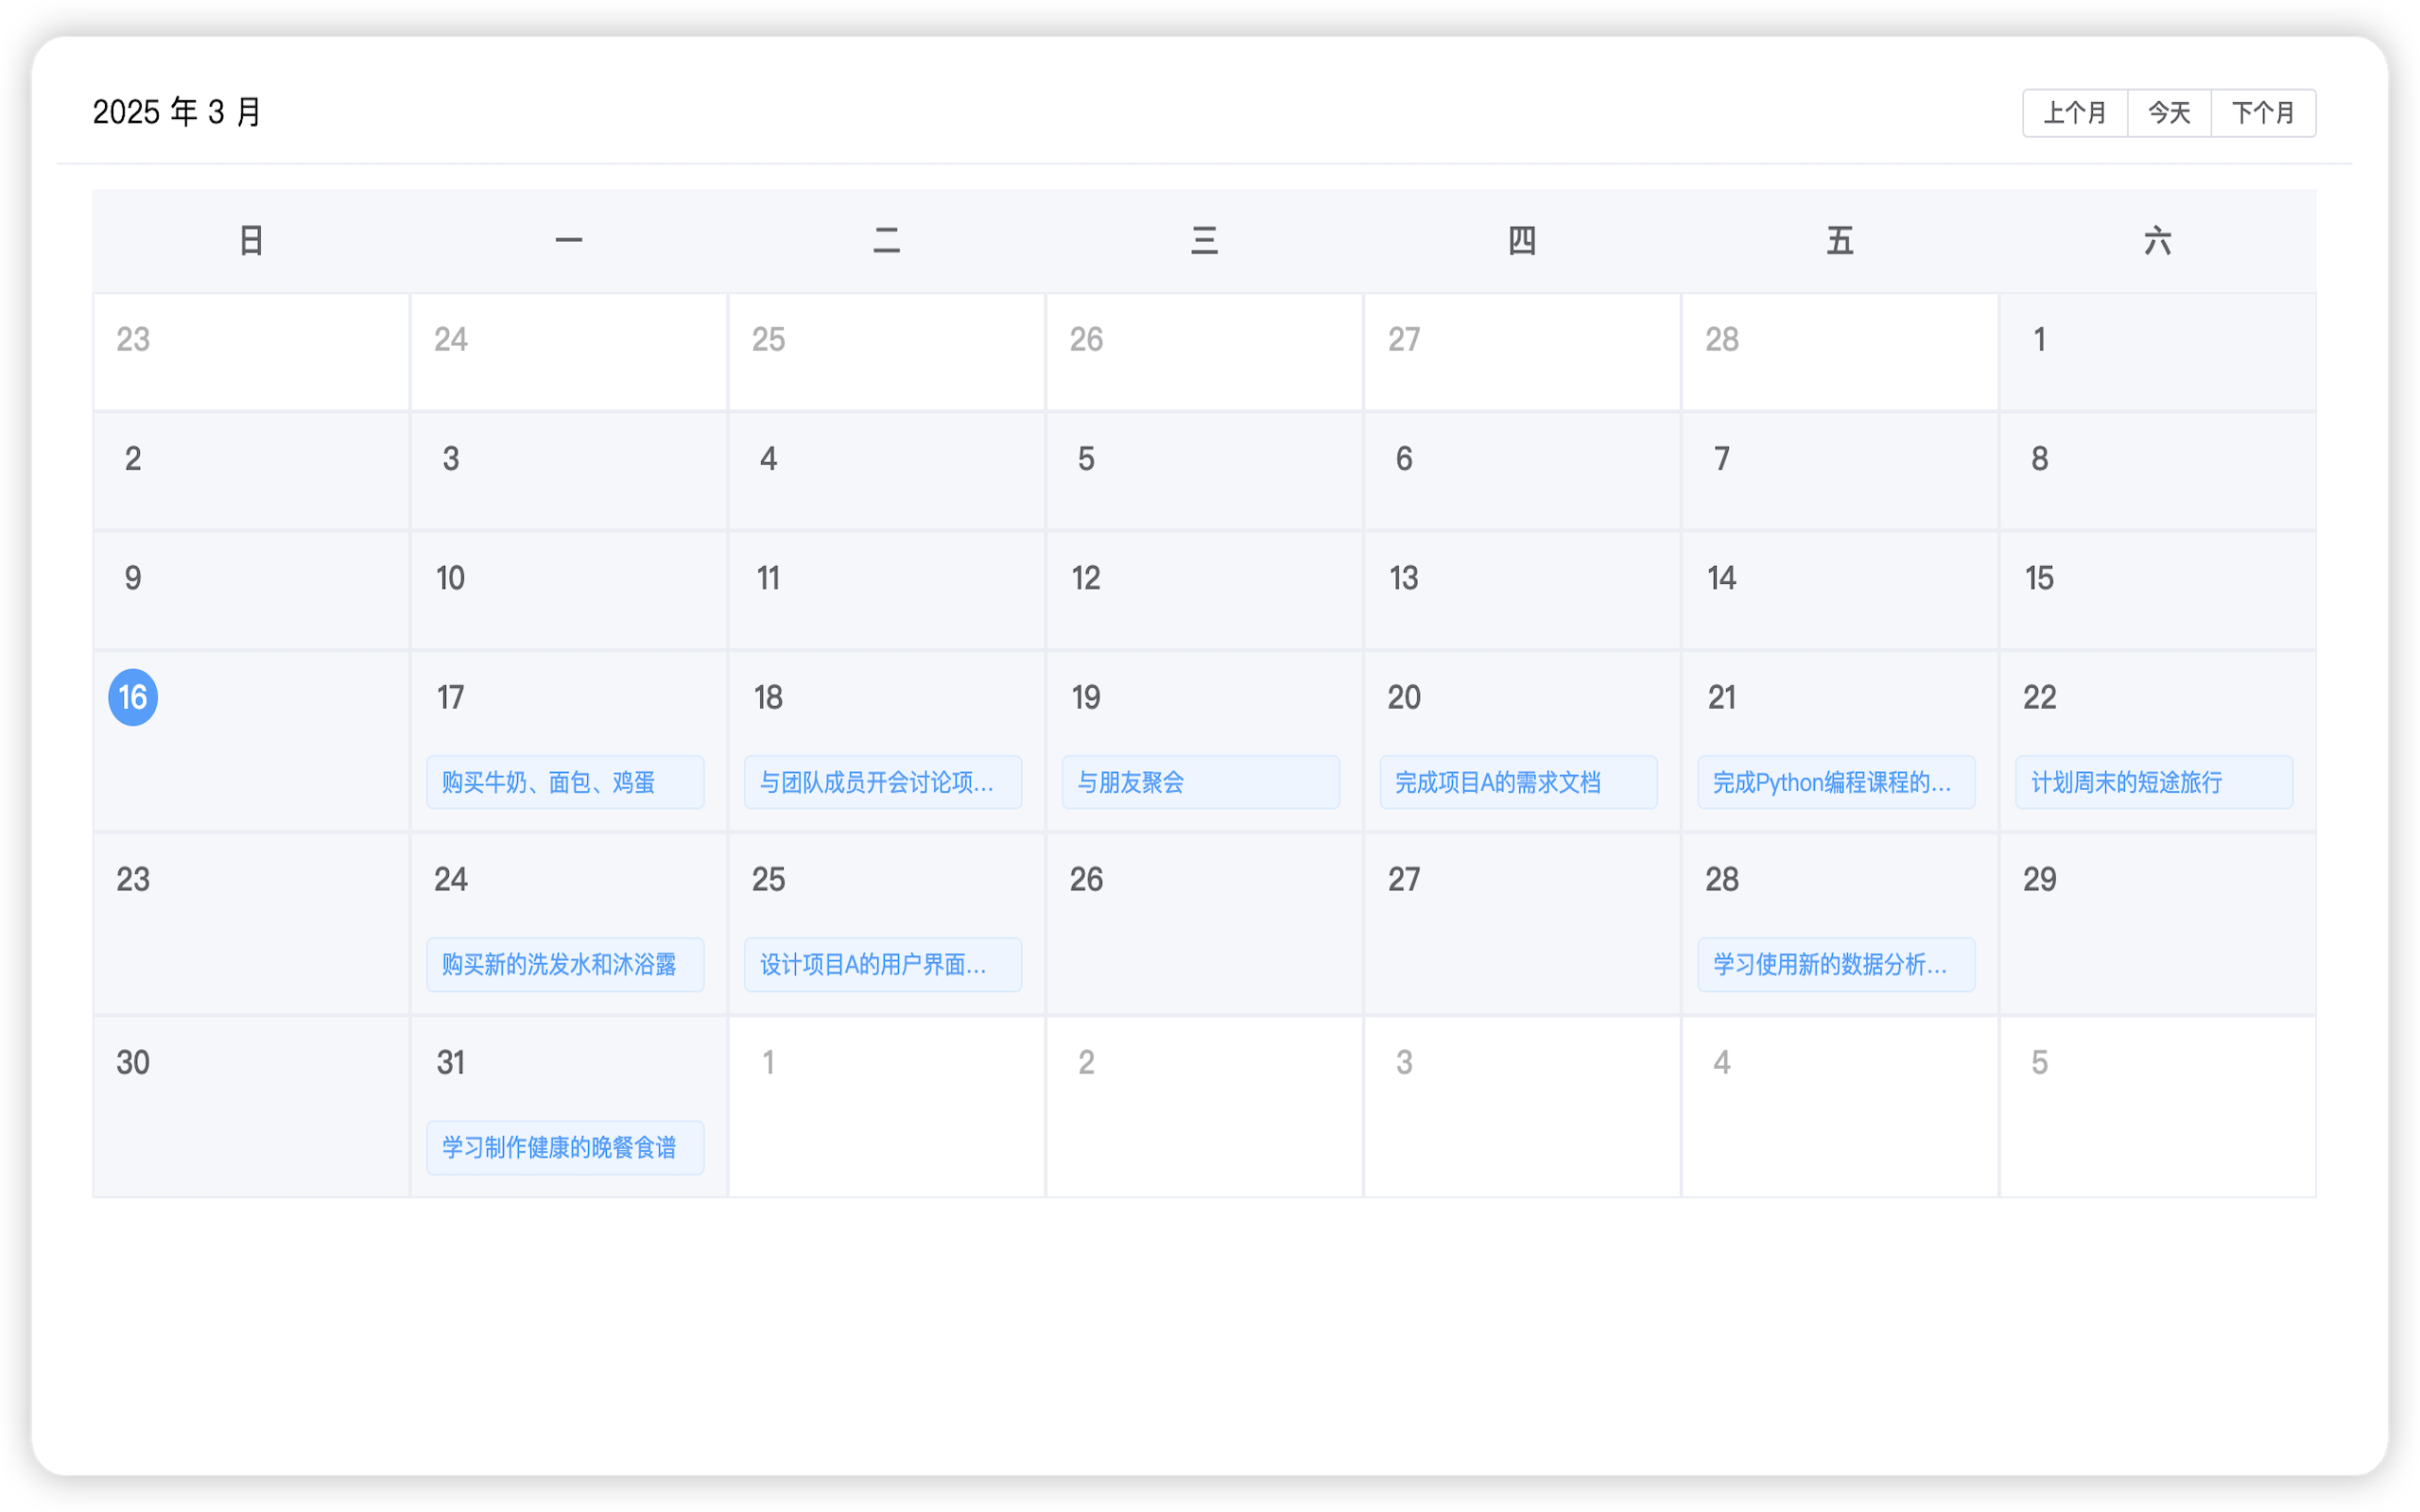 2025 年 3 月
上个月 今天 下个月
日 一 二 三 四 五 六
23 24 25 26 27 28 1
2 3 4 5 6 7 8
9 10 11 12 13 14 15
16 17 18 19 20 21 22
购买牛奶、面包、鸡蛋 与团队成员开会讨论项... 与朋友聚会 完成项目A的需求文档 完成Python编程课程的... 计划周末的短途旅行
23 24 25 26 27 28 29
购买新的洗发水和沐浴露 设计项目A的用户界面... 学习使用新的数据分析...
30 31 1 2 3 4 5
学习制作健康的晚餐食谱